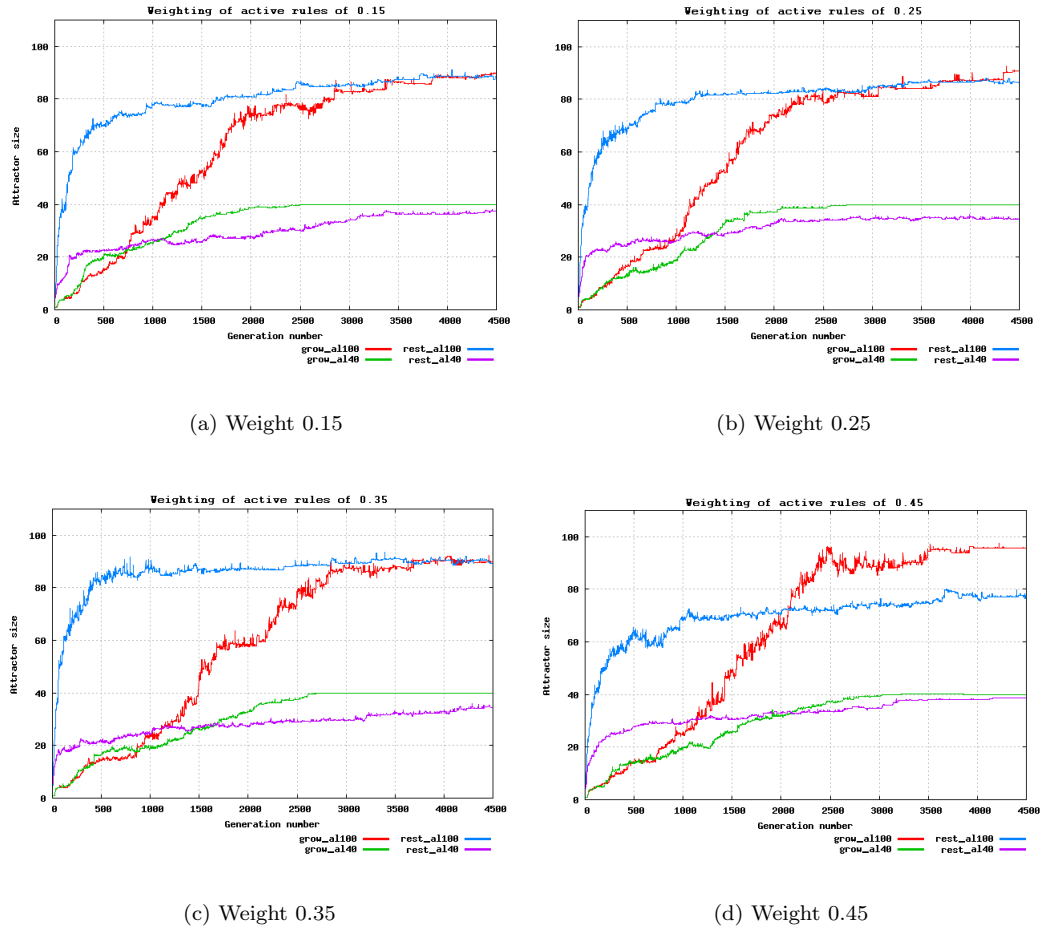 Weighting of active rules of 0.15
100
80
60
40
20
0
Attractor size
0 500 1000 1500 2000 2500 3000 3500 4000 4500
Generation number
grow_al100 rest_al100
grow_al40 rest_al40
(a) Weight 0.15
Weighting of active rules of 0.25
100
80
60
40
20
0
0 500 1000 1500 2000 2500 3000 3500 4000 4500
Generation number
grow_al100 rest_al100
grow_al40 rest_al40
(b) Weight 0.25
Weighting of active rules of 0.35
100
80
60
40
20
0
Attractor size
0 500 1000 1500 2000 2500 3000 3500 4000 4500
Generation number
grow_al100 rest_al100
grow_al40 rest_al40
(c) Weight 0.35
Weighting of active rules of 0.45
100
80
60
40
20
0
0 500 1000 1500 2000 2500 3000 3500 4000 4500
Generation number
grow_al100 rest_al100
grow_al40 rest_al40
(d) Weight 0.45